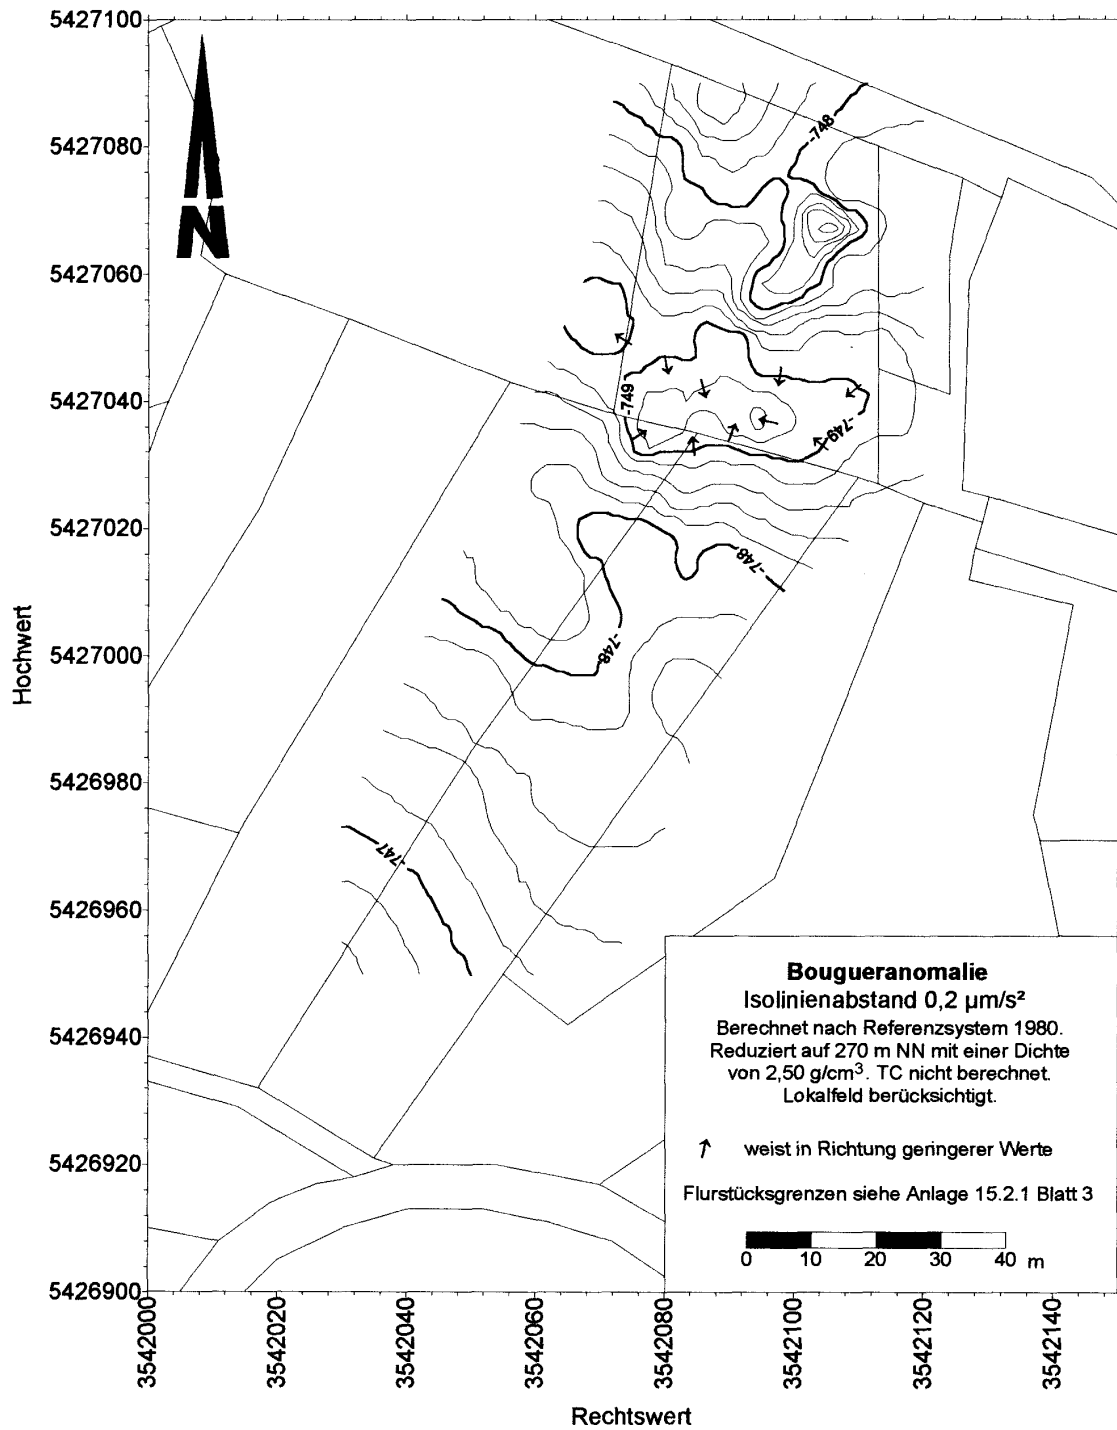 5427100
5427080
5427060
5427040
5427020
5427000
5426980
5426960
5426940
5426920
5426900
Hochwert
N
-748
-749
-749
-748
-748
-747
Bougueranomalie
Isolinienabstand 0,2 µm/s²
Berechnet nach Referenzsystem 1980.
Reduziert auf 270 m NN mit einer Dichte
von 2,50 g/cm³. TC nicht berechnet.
Lokalfeld berücksichtigt.
weist in Richtung geringerer Werte
Flurstücksgrenzen siehe Anlage 15.2.1 Blatt 3
0 10 20 30 40 m
3542000
3542020
3542040
3542060
3542080
3542100
3542120
3542140
Rechtswert